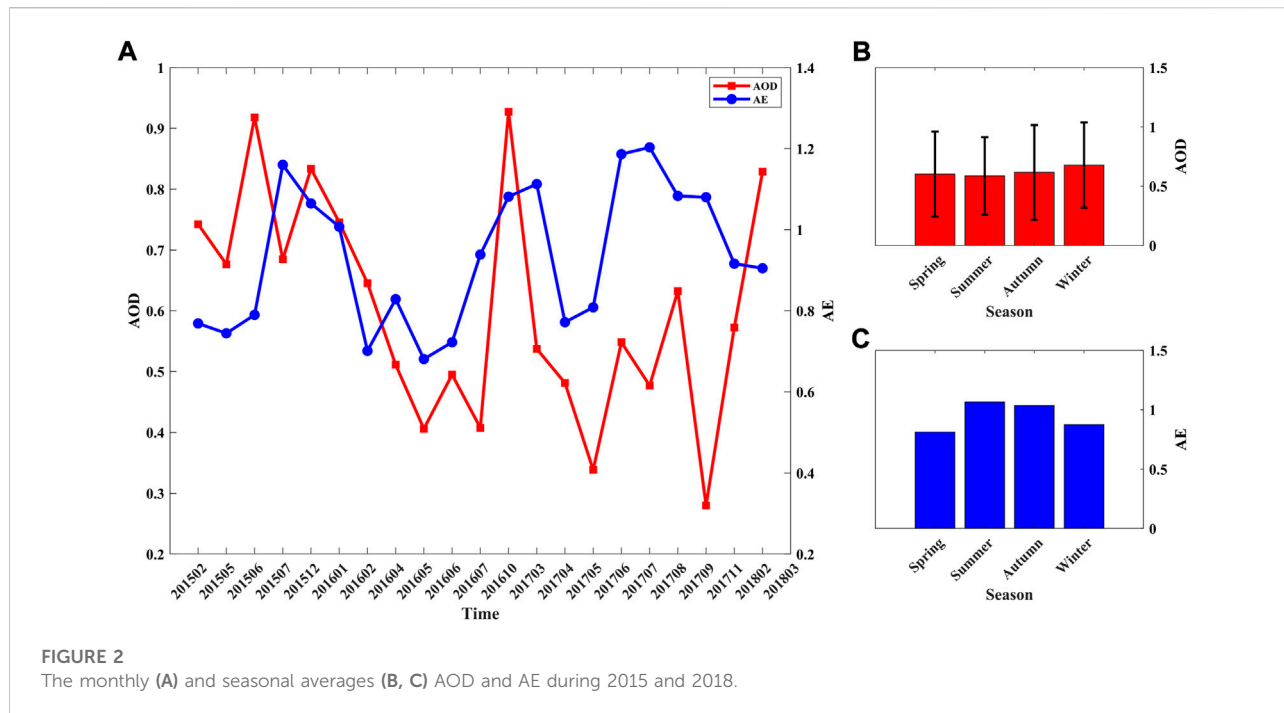 A
1
0.9
0.8
0.7
0.6
0.5
0.4
0.3
0.2
AOD
1.4
1.2
1
0.8
0.6
0.4
0.2
AE
AOD
AE
201502
201505
201506
201507
201512
201601
201602
201604
201605
201606
201607
201610
201703
201704
201705
201706
201707
201708
201709
201711
201802
201803
Time
B
1.5
1
0.5
0
AOD
Spring
Summer
Autumn
Winter
Season
C
1.5
1
0.5
0
AE
Spring
Summer
Autumn
Winter
Season
FIGURE 2
The monthly (A) and seasonal averages (B, C) AOD and AE during 2015 and 2018.